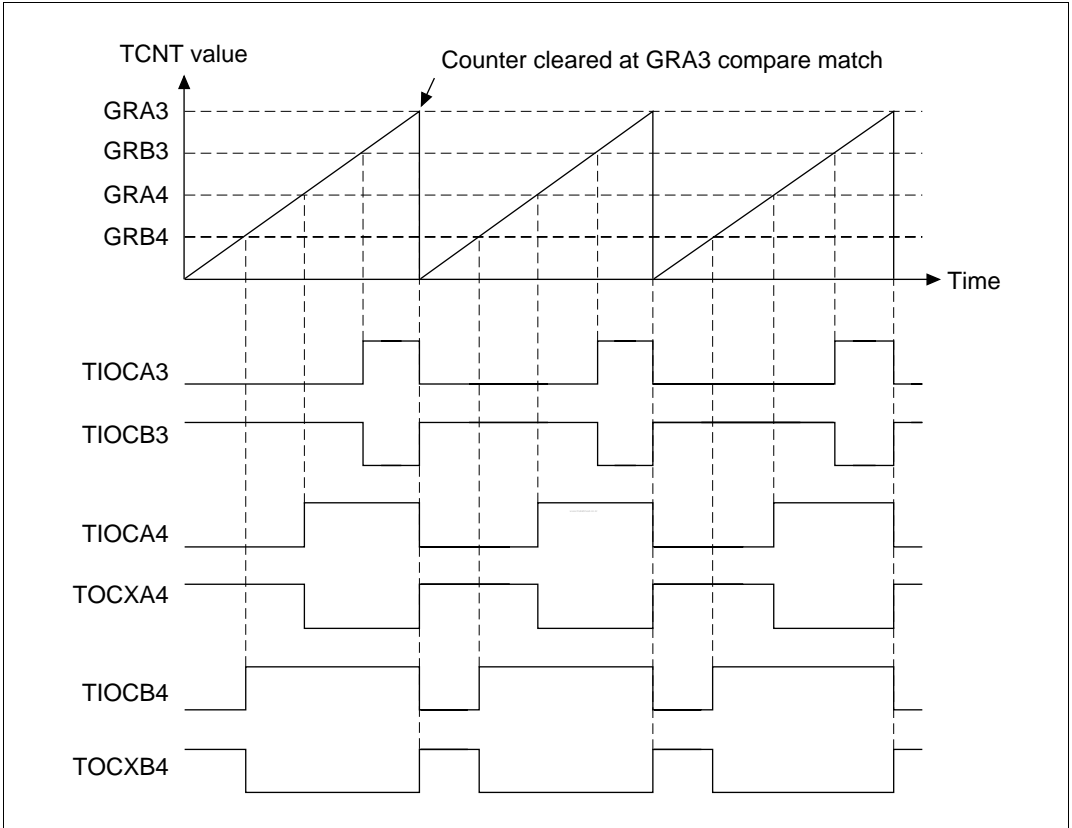 TCNT value
Counter cleared at GRA3 compare match
GRA3
GRB3
GRA4
GRB4
Time
TIOCA3
TIOCB3
TIOCA4
TOCXA4
TIOCB4
TOCXB4